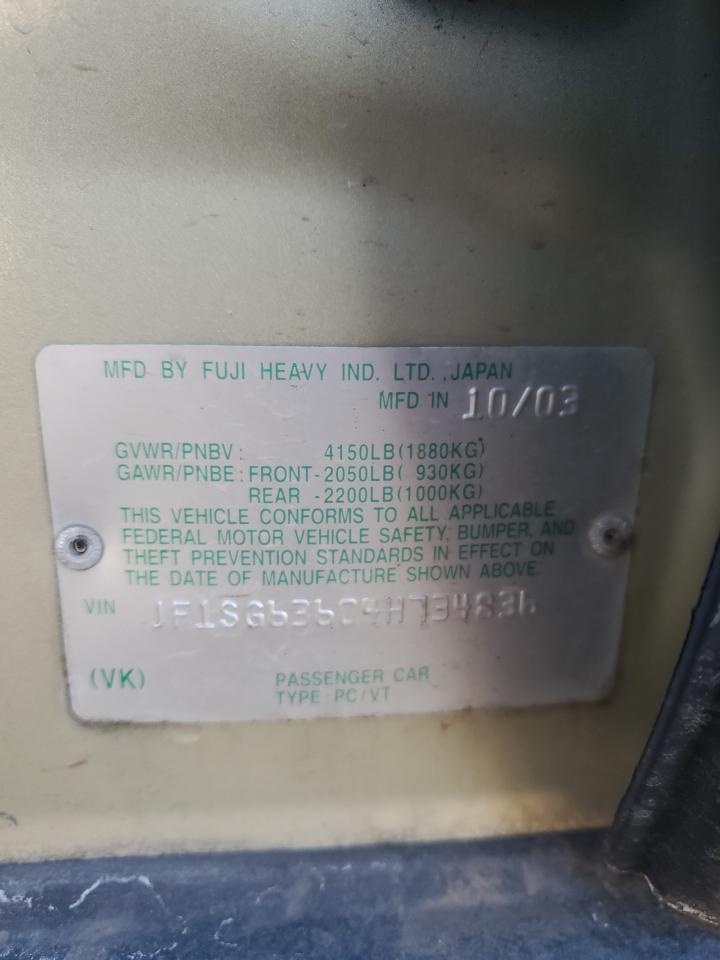 MFD BY FUJI HEAVY IND. LTD. JAPAN
MFD IN 10/03
GVWR/PNBV: 4150LB(1880KG)
GAWR/PNBE: FRONT-2050LB( 930KG)
REAR -2200LB(1000KG)
THIS VEHICLE CONFORMS TO ALL APPLICABLE
FEDERAL MOTOR VEHICLE SAFETY, BUMPER, AND
THEFT PREVENTION STANDARDS IN EFFECT ON
THE DATE OF MANUFACTURE SHOWN ABOVE.
VIN JF1SG63604H734836
(VK) PASSENGER CAR
TYPE: PC/VT